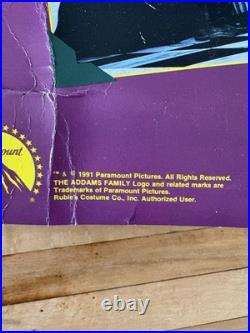 ount
™ & © 1991 Paramount Pictures. All Rights Reserved.
THE ADDAMS FAMILY Logo and related marks are
Trademarks of Paramount Pictures.
Rubie's Costume Co., Inc. Authorized User.